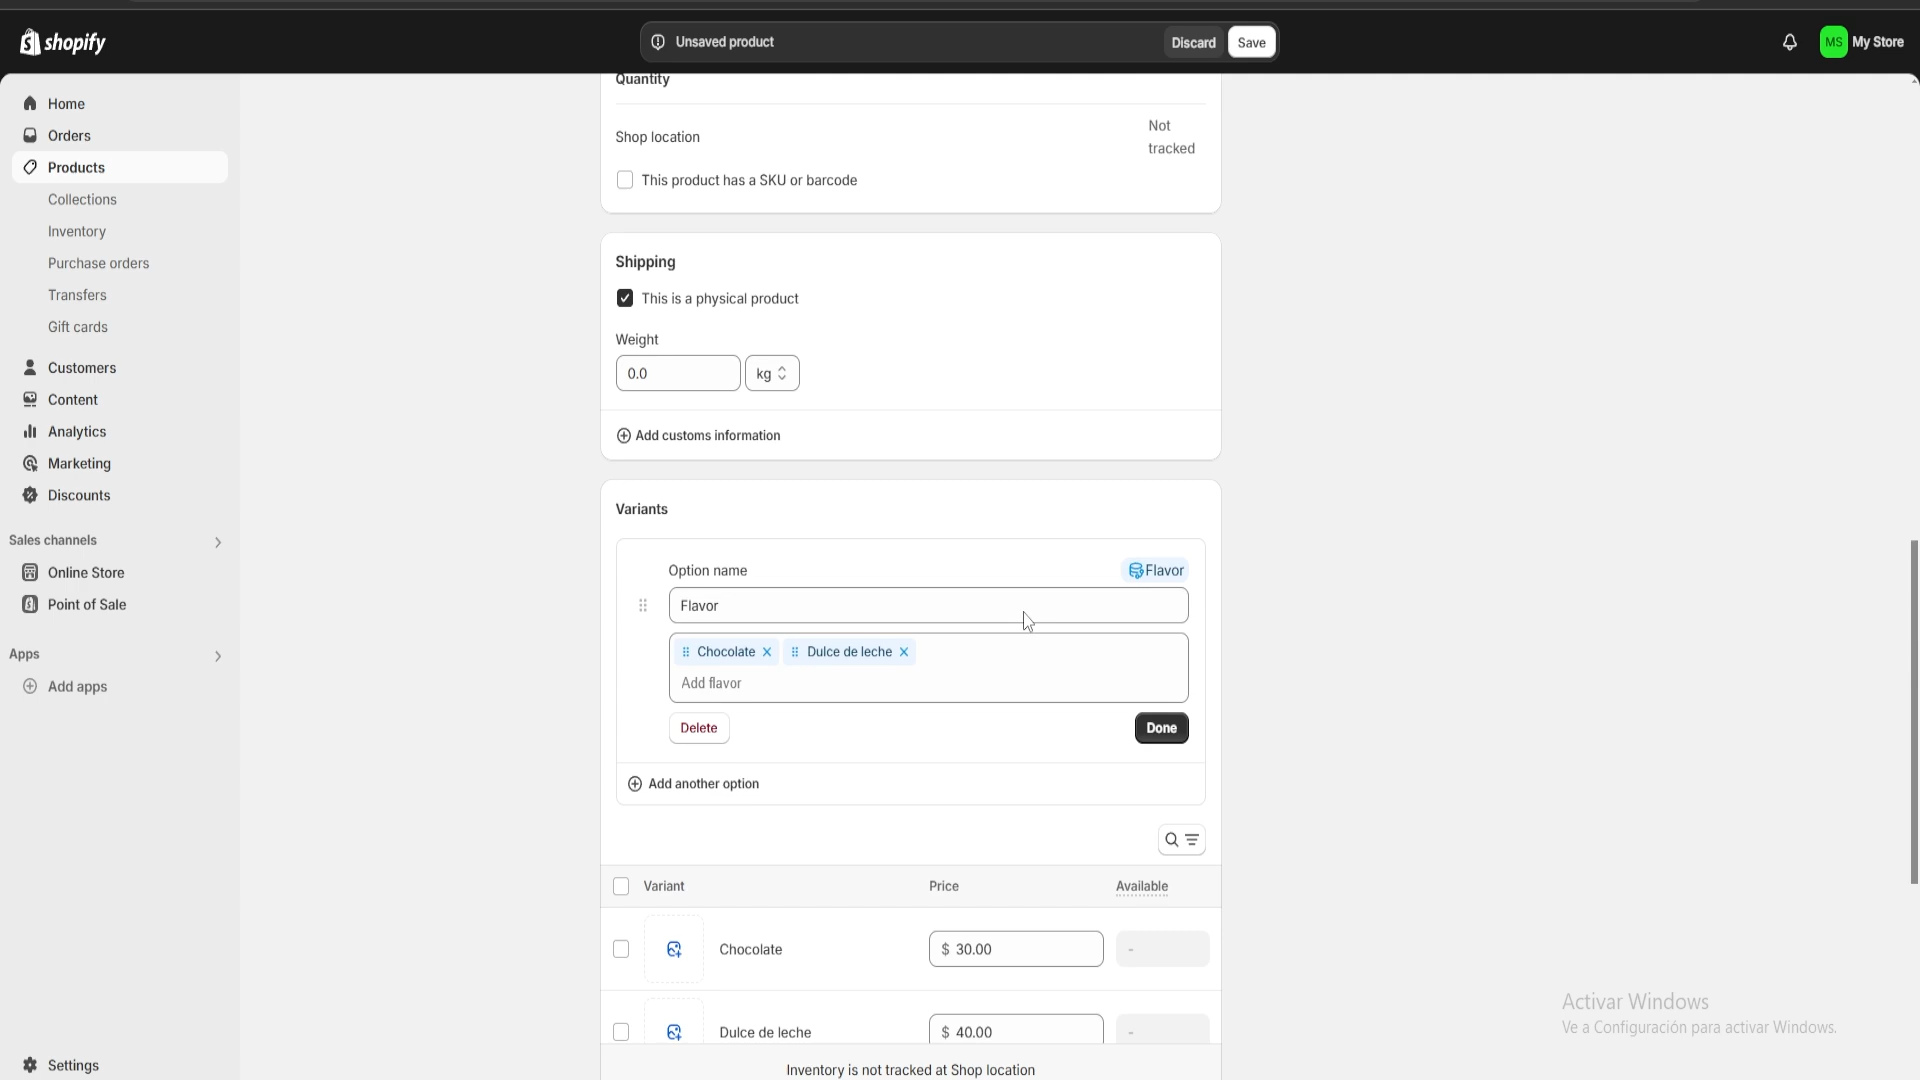 shopify
Unsaved product
Discard
Save
MS
My Store
Home
Orders
Products
Collections
Inventory
Purchase orders
Transfers
Gift cards
Customers
Content
Analytics
Marketing
Discounts
Sales channels
Online Store
Point of Sale
Apps
Add apps
Settings
Quantity
Shop location
Not
tracked
This product has a SKU or barcode
Shipping
This is a physical product
Weight
0.0
kg
Add customs information
Variants
Option name
Flavor
Flavor
Chocolate
Dulce de leche
Add flavor
Delete
Done
Add another option
Variant
Price
Available
Chocolate
$ 30.00
-
Dulce de leche
$ 40.00
-
Inventory is not tracked at Shop location
Activar Windows
Ve a Configuración para activar Windows.